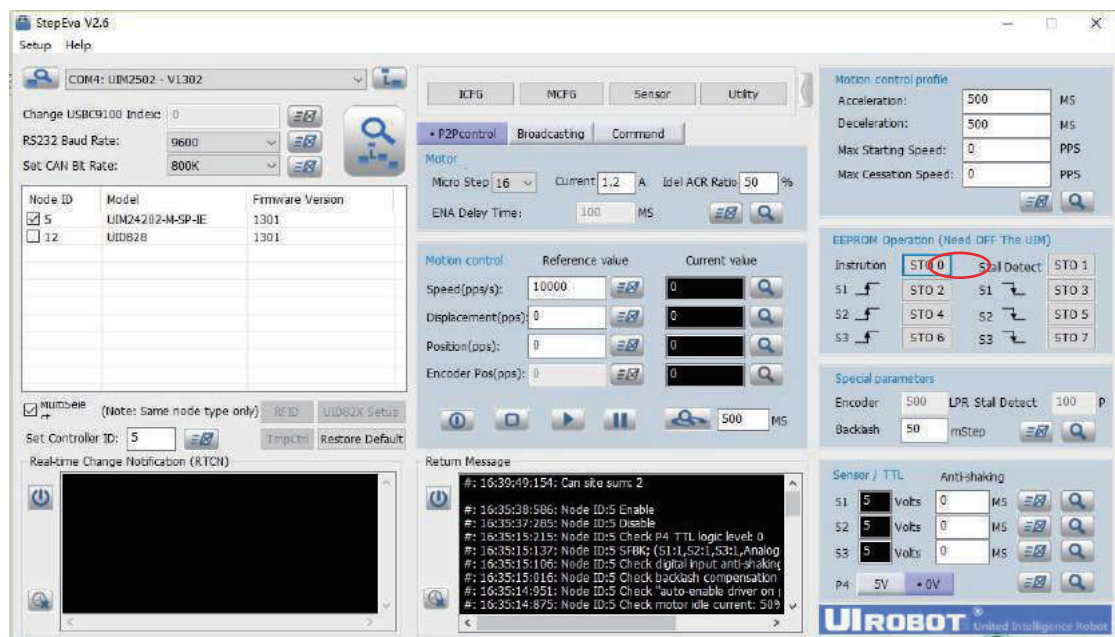 StepEva V2.6
Setup Help
COM4: UIM2502 - V1302
Change USBC9100 Index: 0
RS232 Baud Rate: 9600
Set CAN Bit Rate: 800K
Node ID Model Firmware Version
5 UIM24202-M-SP-IE 1301
12 UID828 1301
(Note: Same node type only) RFID UID82X Setup
Set Controller ID: 5 TmpCtrl Restore Default
Real-time Change Notification (RTCN)
ICFG MCFG Sensor Utilty
• P2Pcontrol Broadcasting Command
Motor
Micro Step 16 Current 1.2 A Idel ACR Ratio 50 %
ENA Delay Time: 100 MS
Motion control Reference value Current value
Speed(pps/s): 10000 0
Displacement(pps): 0 0
Position(pps): 0 0
Encoder Pos(pps): 0 0
500 MS
Return Message
#: 16:39:49:154: Can site sum: 2
#: 16:35:38:586: Node ID:5 Enable
#: 16:35:37:285: Node ID:5 Disable
#: 16:35:15:215: Node ID:5 Check P4 TTL logic level: 0
#: 16:35:15:137: Node ID:5 SFBK; (S1:1,S2:1,S3:1,Analog
#: 16:35:15:106: Node ID:5 Check digital input anti-shaking
#: 16:35:15:016: Node ID:5 Check backlash compensation
#: 16:35:14:951: Node ID:5 Check "auto-enable driver on
#: 16:35:14:875: Node ID:5 Check motor idle current: 50%
Motion control profile
Acceleration: 500 MS
Deceleration: 500 MS
Max Starting Speed: 0 PPS
Max Cessation Speed: 0 PPS
EEPROM Operation (Need OFF The UIM)
Instrution STO 0 Stall Detect STO 1
S1 STO 2 S1 STO 3
S2 STO 4 S2 STO 5
S3 STO 6 S3 STO 7
Special parameters
Encoder 500 LPR Stall Detect 100 P
Backlash 50 mStep
Sensor / TTL Anti-shaking
S1 5 Volts 0 MS
S2 5 Volts 0 MS
S3 5 Volts 0 MS
P4 5V • 0V
UIROBOT ® United Intelligence Robot